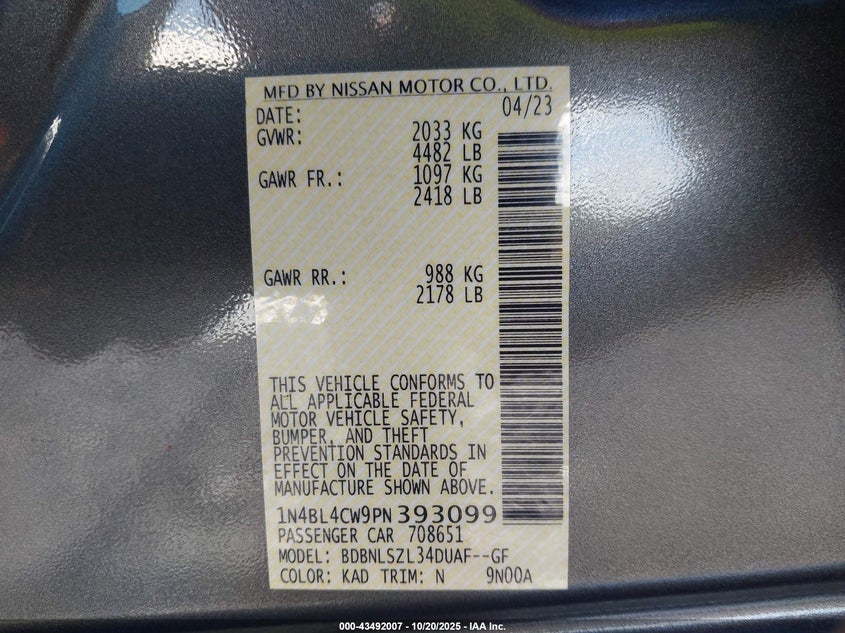 MFD BY NISSAN MOTOR CO., LTD.
DATE: 04/23
GVWR: 2033 KG
4482 LB
GAWR FR.: 1097 KG
2418 LB
GAWR RR.: 988 KG
2178 LB
THIS VEHICLE CONFORMS TO
ALL APPLICABLE FEDERAL
MOTOR VEHICLE SAFETY,
BUMPER, AND THEFT
PREVENTION STANDARDS IN
EFFECT ON THE DATE OF
MANUFACTURE SHOWN ABOVE.
1N4BL4CW9PN393099
PASSENGER CAR 708651
MODEL: BDBNLSZL34DUAF--GF
COLOR: KAD TRIM: N 9N00A
000-43492007 - 10/20/2025 - IAA Inc.